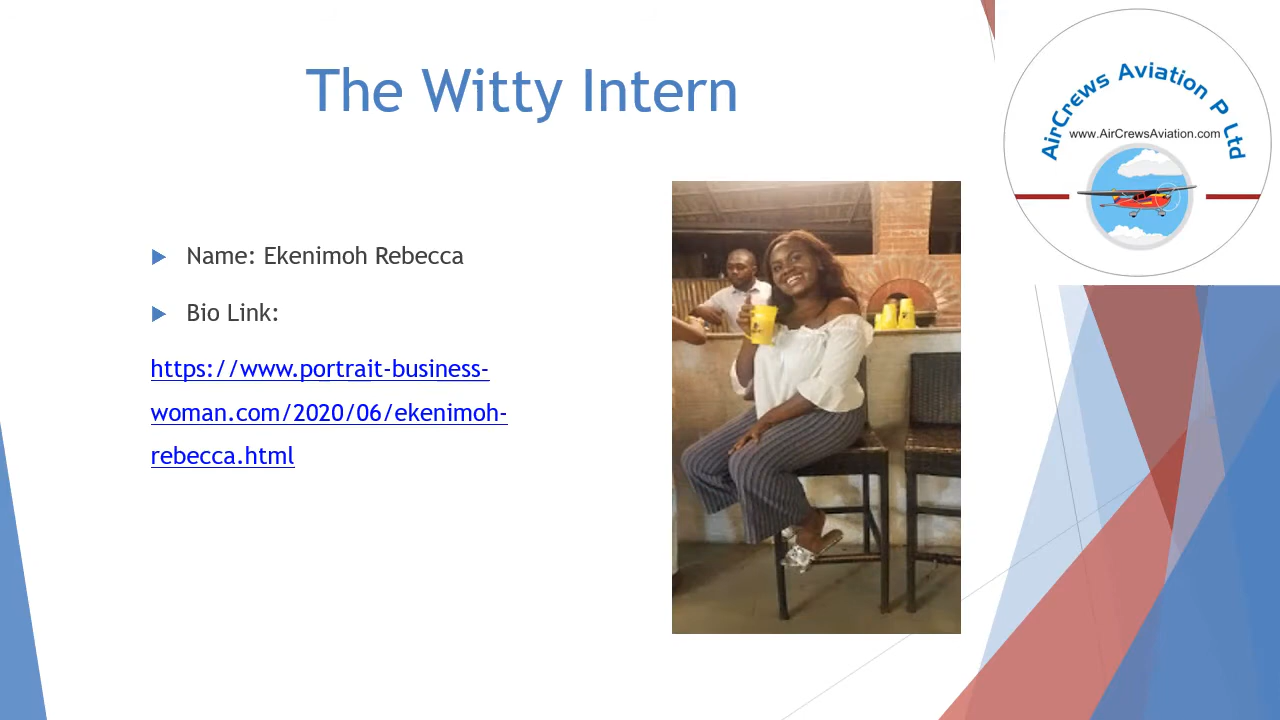 The Witty Intern
AirCrews Aviation P Ltd
www.AirCrewsAviation.com
Name: Ekenimoh Rebecca
Bio Link:
https://www.portrait-business-
woman.com/2020/06/ekenimoh-
rebecca.html